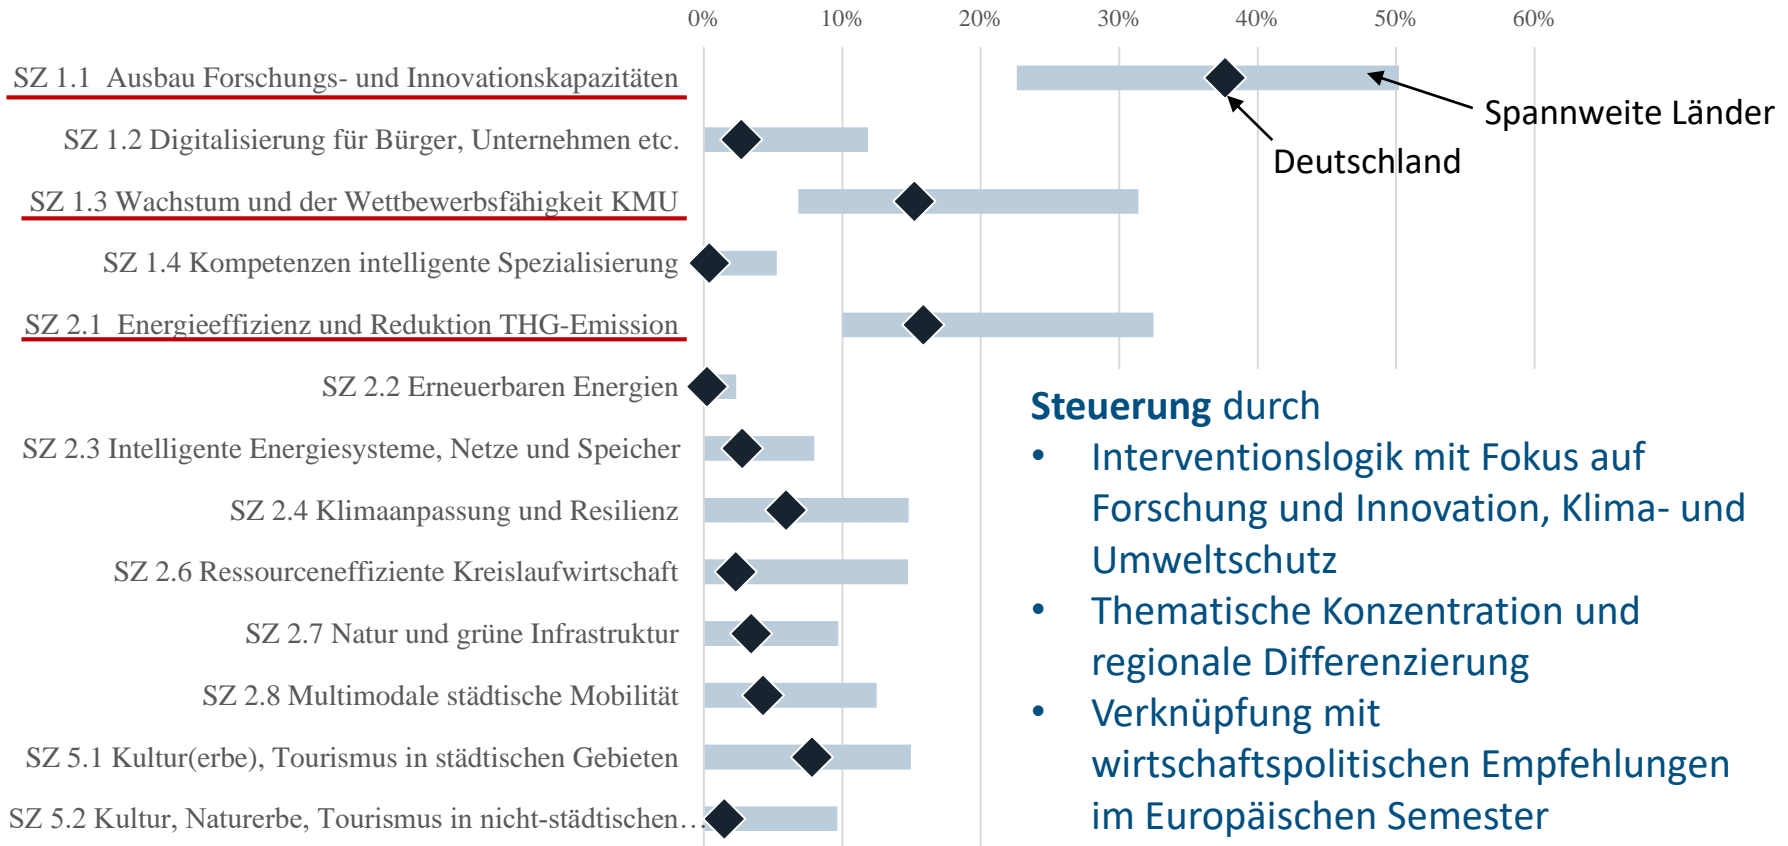 0% 10% 20% 30% 40% 50% 60%
SZ 1.1 Ausbau Forschungs- und Innovationskapazitäten
Spannweite Länder
SZ 1.2 Digitalisierung für Bürger, Unternehmen etc.
Deutschland
SZ 1.3 Wachstum und der Wettbewerbsfähigkeit KMU
SZ 1.4 Kompetenzen intelligente Spezialisierung
SZ 2.1 Energieeffizienz und Reduktion THG-Emission
SZ 2.2 Erneuerbaren Energien
SZ 2.3 Intelligente Energiesysteme, Netze und Speicher
SZ 2.4 Klimaanpassung und Resilienz
SZ 2.6 Ressourceneffiziente Kreislaufwirtschaft
SZ 2.7 Natur und grüne Infrastruktur
SZ 2.8 Multimodale städtische Mobilität
SZ 5.1 Kultur(erbe), Tourismus in städtischen Gebieten
SZ 5.2 Kultur, Naturerbe, Tourismus in nicht-städtischen…
Steuerung durch
• Interventionslogik mit Fokus auf
Forschung und Innovation, Klima- und
Umweltschutz
• Thematische Konzentration und
regionale Differenzierung
• Verknüpfung mit
wirtschaftspolitischen Empfehlungen
im Europäischen Semester